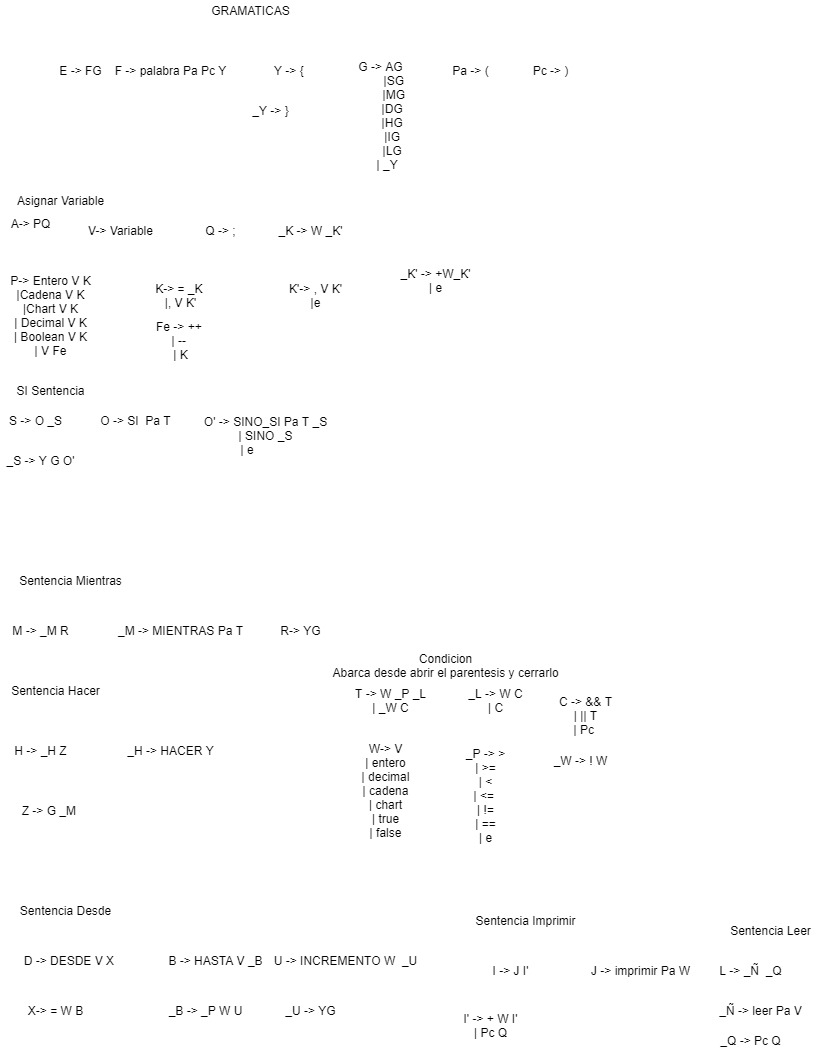 GRAMATICAS
E -> FG
F -> palabra Pa Pc Y
Y -> {
_Y -> }
G -> AG
|SG
|MG
|DG
|HG
|IG
|LG
| _Y
Pa -> (
Pc -> )
Asignar Variable
A-> PQ
V-> Variable
Q -> ;
_K -> W _K'
P-> Entero V K
|Cadena V K
|Chart V K
| Decimal V K
| Boolean V K
| V Fe
K-> = _K
|, V K'
Fe -> ++
| --
| K
K'-> , V K'
|e
_K' -> +W_K'
| e
SI Sentencia
S -> O _S
O -> SI  Pa T
O' -> SINO_SI Pa T _S
| SINO _S
| e
_S -> Y G O'
Sentencia Mientras
M -> _M R
_M -> MIENTRAS Pa T
R-> YG
Condicion
Abarca desde abrir el parentesis y cerrarlo
T -> W _P _L
| _W C
_L -> W C
| C
C -> && T
| || T
| Pc
W-> V
| entero
| decimal
| cadena
| chart
| true
| false
_P -> >
| >=
| <
| <=
| !=
| ==
| e
_W -> ! W
Sentencia Hacer
H -> _H Z
_H -> HACER Y
Z -> G _M
Sentencia Desde
D -> DESDE V X
B -> HASTA V _B
U -> INCREMENTO W  _U
X-> = W B
_B -> _P W U
_U -> YG
Sentencia Imprimir
I -> J I'
J -> imprimir Pa W
I' -> + W I'
| Pc Q
Sentencia Leer
L -> _Ñ  _Q
_Ñ -> leer Pa V
_Q -> Pc Q